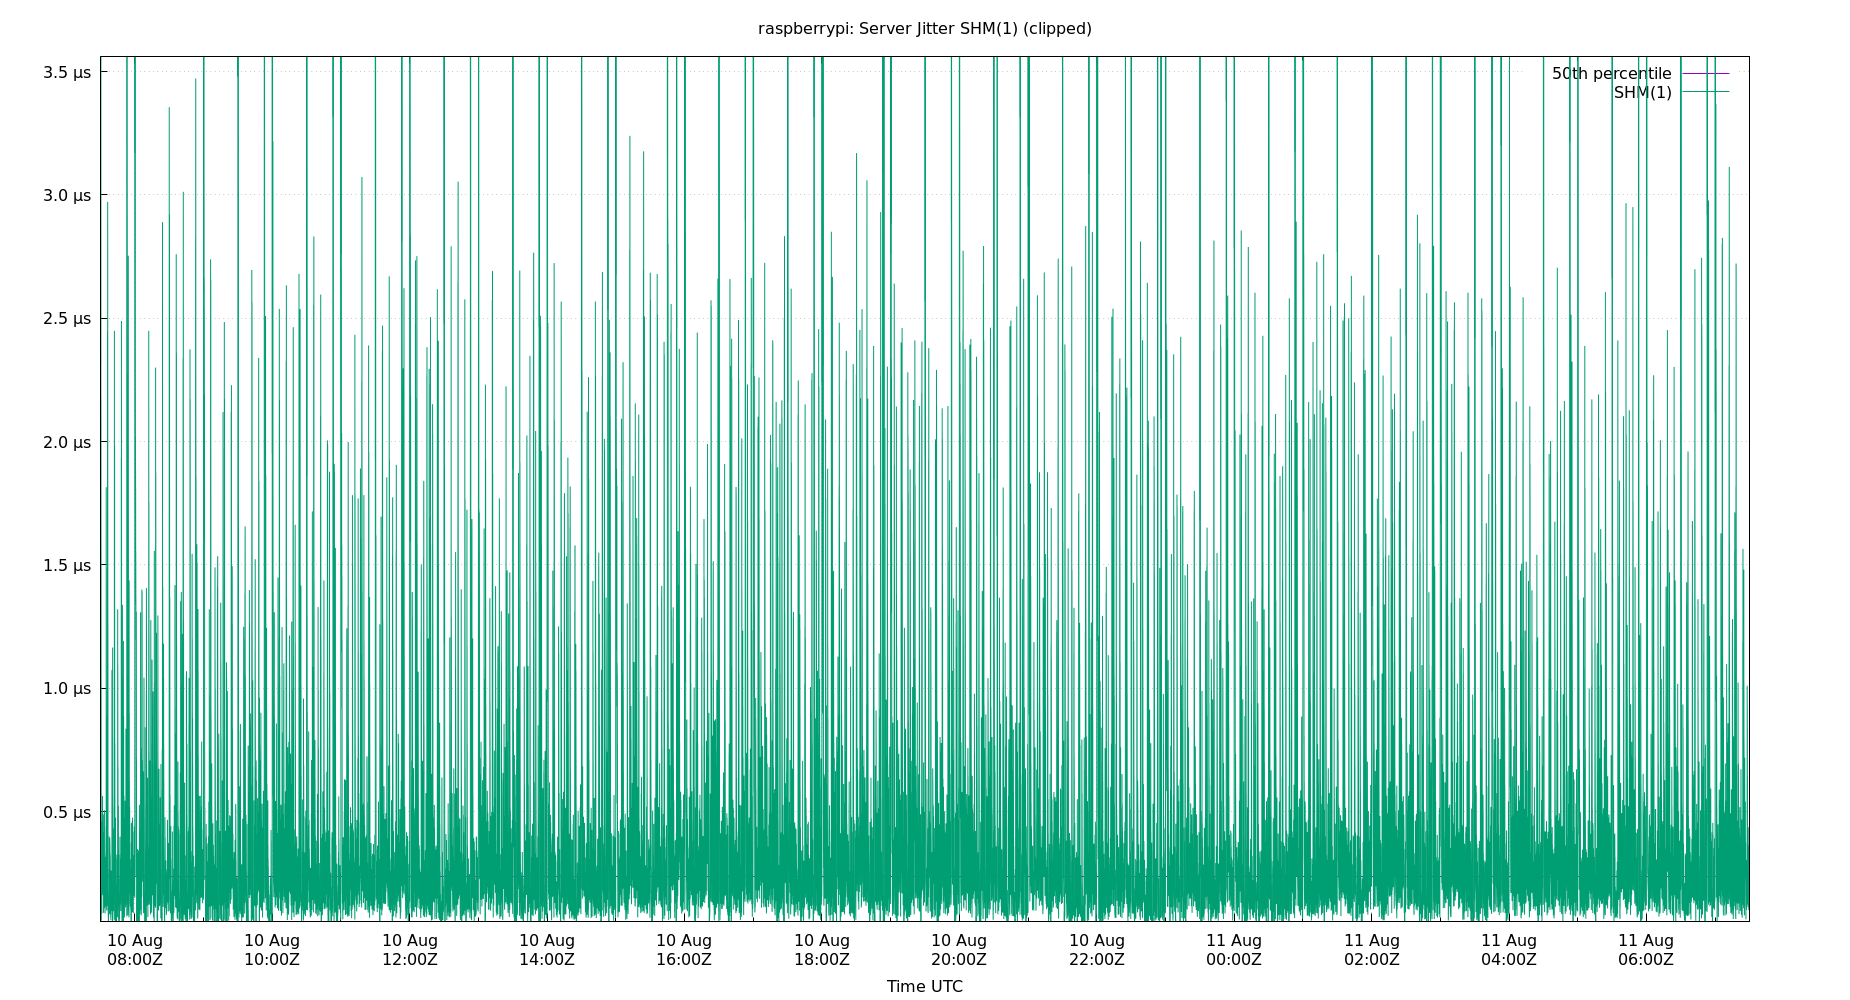 raspberrypi: Server Jitter SHM(1) (clipped)
3.5 µs
3.0 µs
2.5 µs
2.0 µs
1.5 µs
1.0 µs
0.5 µs
50th percentile
SHM(1)
10 Aug 10 Aug 10 Aug 10 Aug 10 Aug 10 Aug 10 Aug 10 Aug 11 Aug 11 Aug 11 Aug 11 Aug
08:00Z 10:00Z 12:00Z 14:00Z 16:00Z 18:00Z 20:00Z 22:00Z 00:00Z 02:00Z 04:00Z 06:00Z
Time UTC